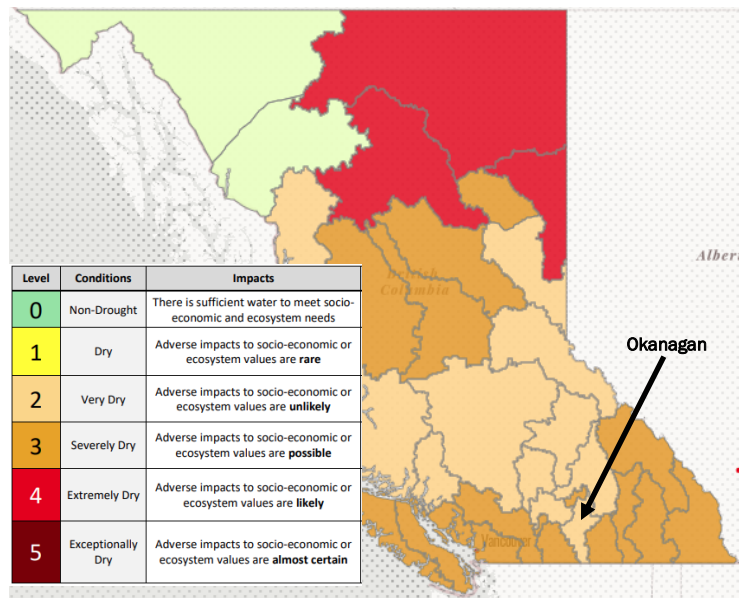 Albert
British
Columbia
Level Conditions Impacts
0 Non-Drought There is sufficient water to meet socio-
economic and ecosystem needs
1 Dry Adverse impacts to socio-economic or
ecosystem values are rare
2 Very Dry Adverse impacts to socio-economic or
ecosystem values are unlikely
3 Severely Dry Adverse impacts to socio-economic or
ecosystem values are possible
4 Extremely Dry Adverse impacts to socio-economic or
ecosystem values are likely
5 Exceptionally
Dry Adverse impacts to socio-economic or
ecosystem values are almost certain
Okanagan
Vancouver